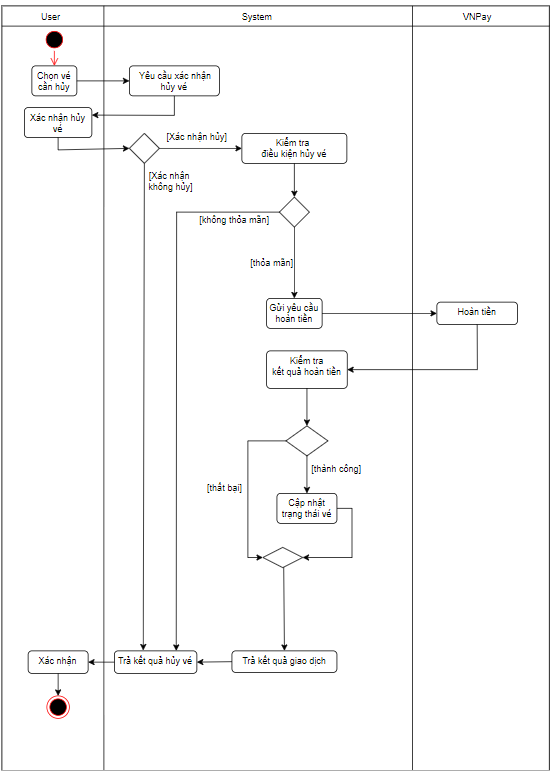 User
System
VNPay
Chọn vé
cần hủy
Yêu cầu xác nhận
hủy vé
Xác nhận hủy
vé
[Xác nhận hủy]
Kiểm tra
điều kiện hủy vé
[Xác nhận
không hủy]
[không thỏa mãn]
[thỏa mãn]
Gửi yêu cầu
hoàn tiền
Hoàn tiền
Kiểm tra
kết quả hoàn tiền
[thành công]
[thất bại]
Cập nhật
trạng thái vé
Xác nhận
Trả kết quả hủy vé
Trả kết quả giao dịch